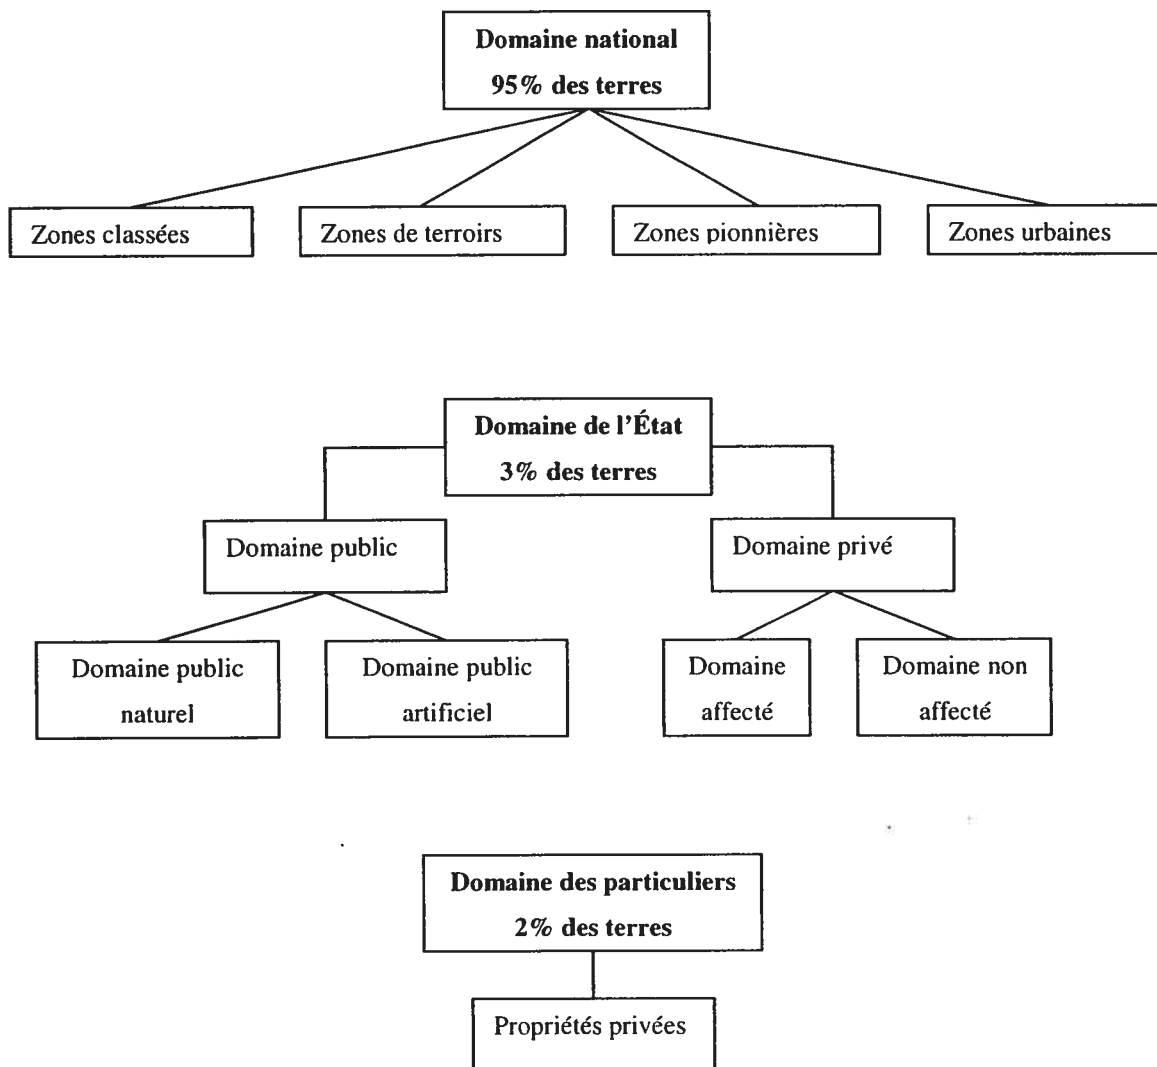 Domaine national
95% des terres
Zones classées
Zones de terroirs
Zones pionnières
Zones urbaines
Domaine de l'État
3% des terres
Domaine public
Domaine privé
Domaine public
naturel
Domaine public
artificiel
Domaine
affecté
Domaine non
affecté
Domaine des particuliers
2% des terres
Propriétés privées